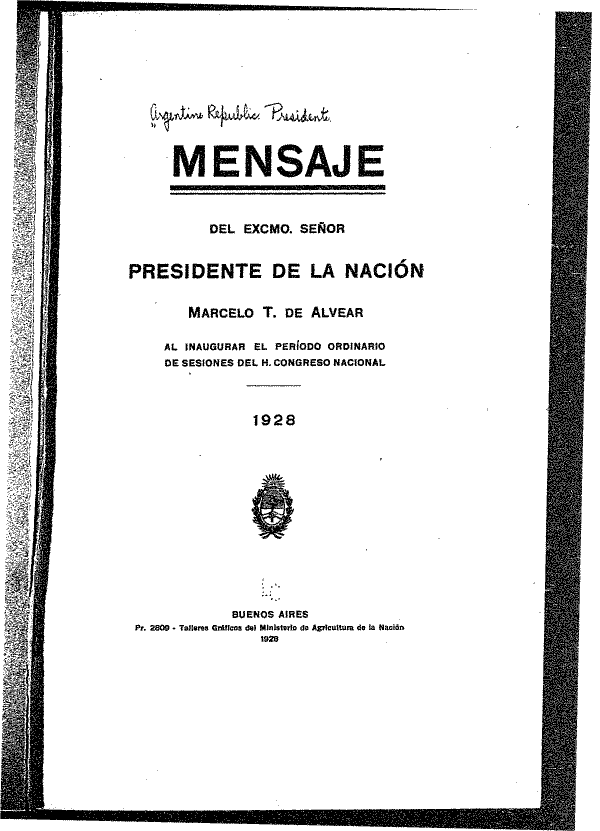 Argentine Republic. Presidente.
MENSAJE
DEL EXCMO. SEÑOR
PRESIDENTE DE LA NACIÓN
MARCELO T. DE ALVEAR
AL INAUGURAR EL PERÍODO ORDINARIO
DE SESIONES DEL H. CONGRESO NACIONAL
1928
LC
BUENOS AIRES
Pr. 2809 - Talleres Gráficos del Ministerio de Agricultura de la Nación
1928